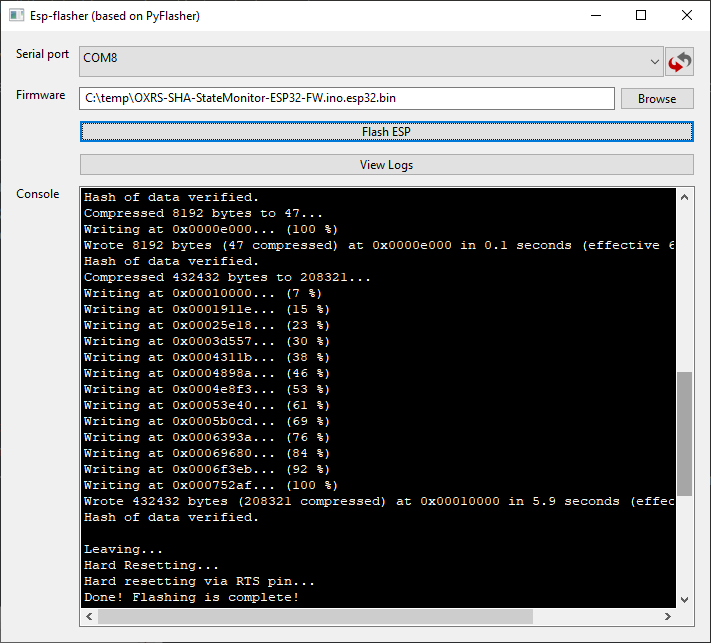 Esp-flasher (based on PyFlasher)
Serial port
COM8
Firmware
C:\temp\OXRS-SHA-StateMonitor-ESP32-FW.ino.esp32.bin
Browse
Flash ESP
View Logs
Console
Hash of data verified.
Compressed 8192 bytes to 47...
Writing at 0x0000e000... (100 %)
Wrote 8192 bytes (47 compressed) at 0x0000e000 in 0.1 seconds (effective 6
Hash of data verified.
Compressed 432432 bytes to 208321...
Writing at 0x00010000... (7 %)
Writing at 0x0001911e... (15 %)
Writing at 0x00025e18... (23 %)
Writing at 0x0003d557... (30 %)
Writing at 0x0004311b... (38 %)
Writing at 0x0004898a... (46 %)
Writing at 0x0004e8f3... (53 %)
Writing at 0x00053e40... (61 %)
Writing at 0x0005b0cd... (69 %)
Writing at 0x0006393a... (76 %)
Writing at 0x00069680... (84 %)
Writing at 0x0006f3eb... (92 %)
Writing at 0x000752af... (100 %)
Wrote 432432 bytes (208321 compressed) at 0x00010000 in 5.9 seconds (effec
Hash of data verified.
Leaving...
Hard Resetting...
Hard resetting via RTS pin...
Done! Flashing is complete!